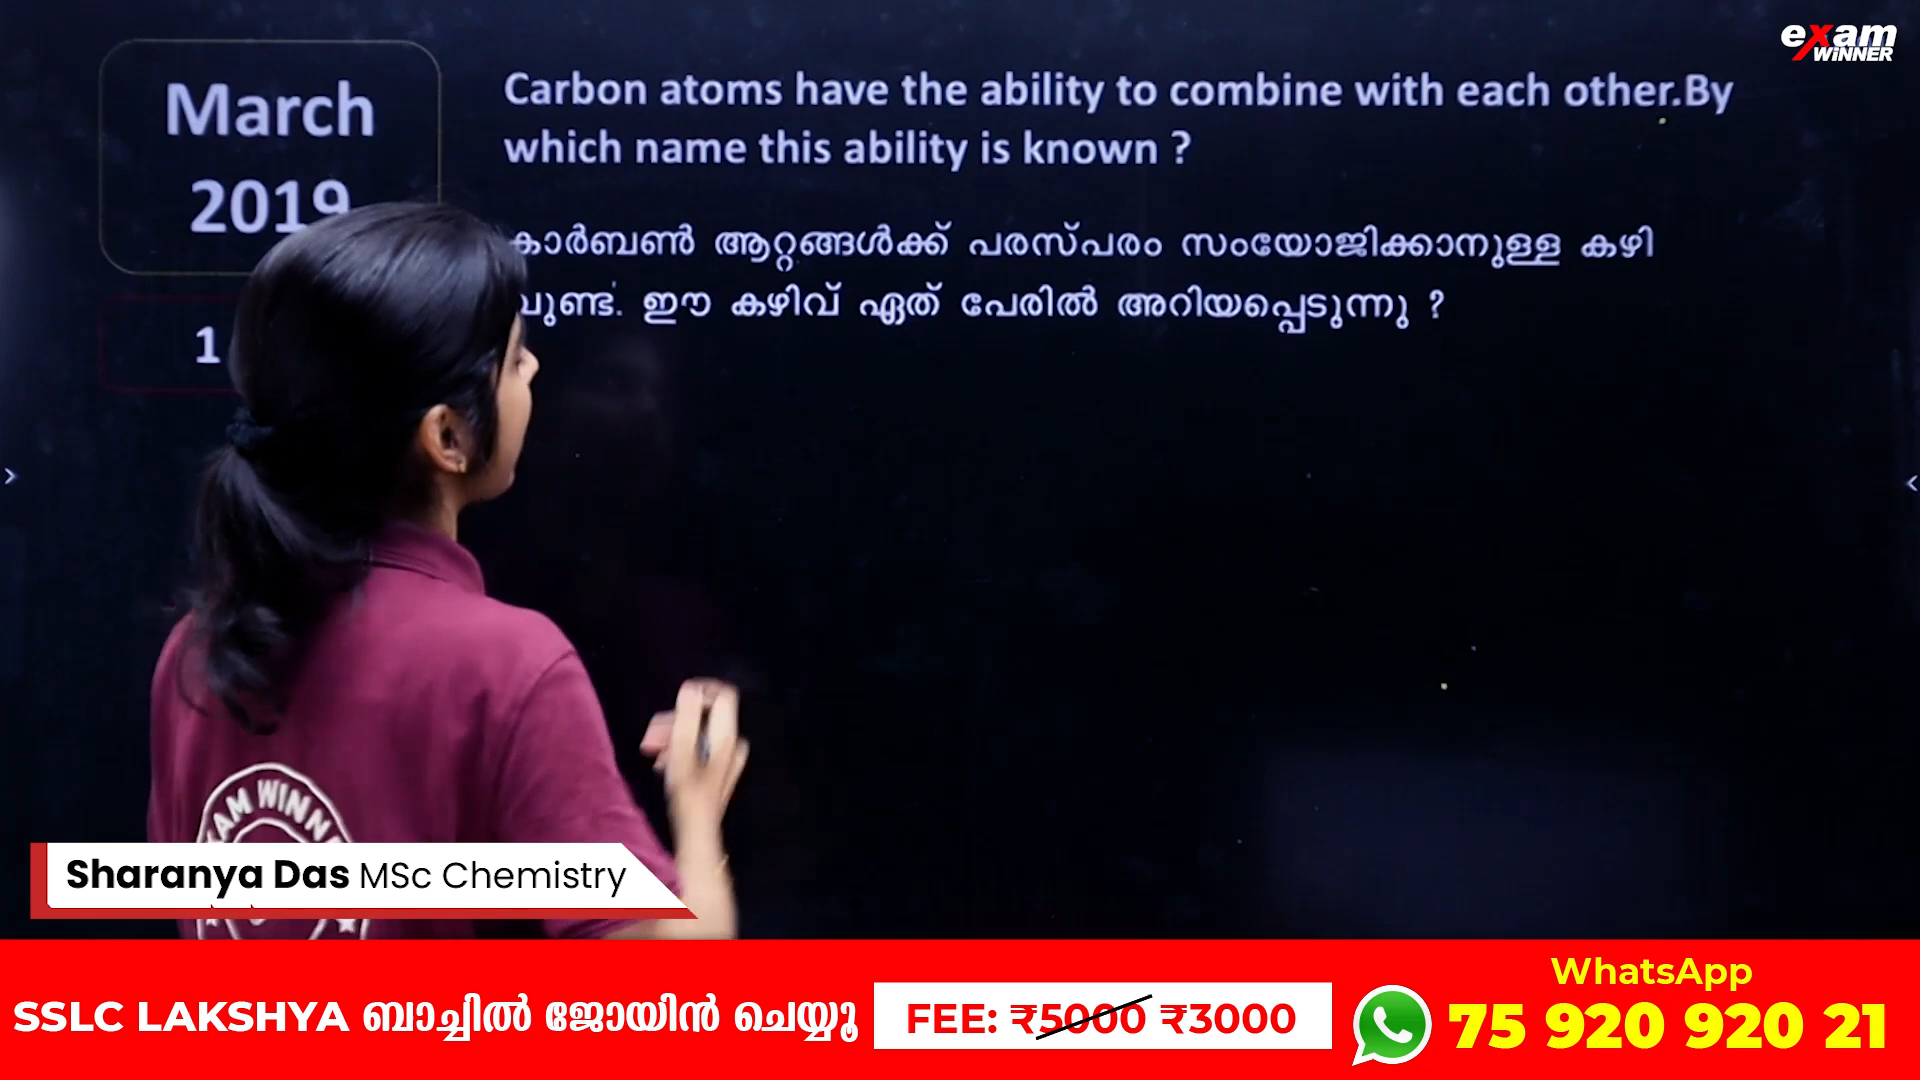 exam
WINNER
March
2019
1
Carbon atoms have the ability to combine with each other.By
which name this ability is known ?
കാർബൺ ആറ്റങ്ങൾക്ക് പരസ്പരം സംയോജിക്കാനുള്ള കഴി
വുണ്ട്. ഈ കഴിവ് ഏത് പേരിൽ അറിയപ്പെടുന്നു ?
Sharanya Das MSc Chemistry
SSLC LAKSHYA ബാച്ചിൽ ജോയിൻ ചെയ്യൂ
FEE: ₹5000 ₹3000
WhatsApp
75 920 920 21